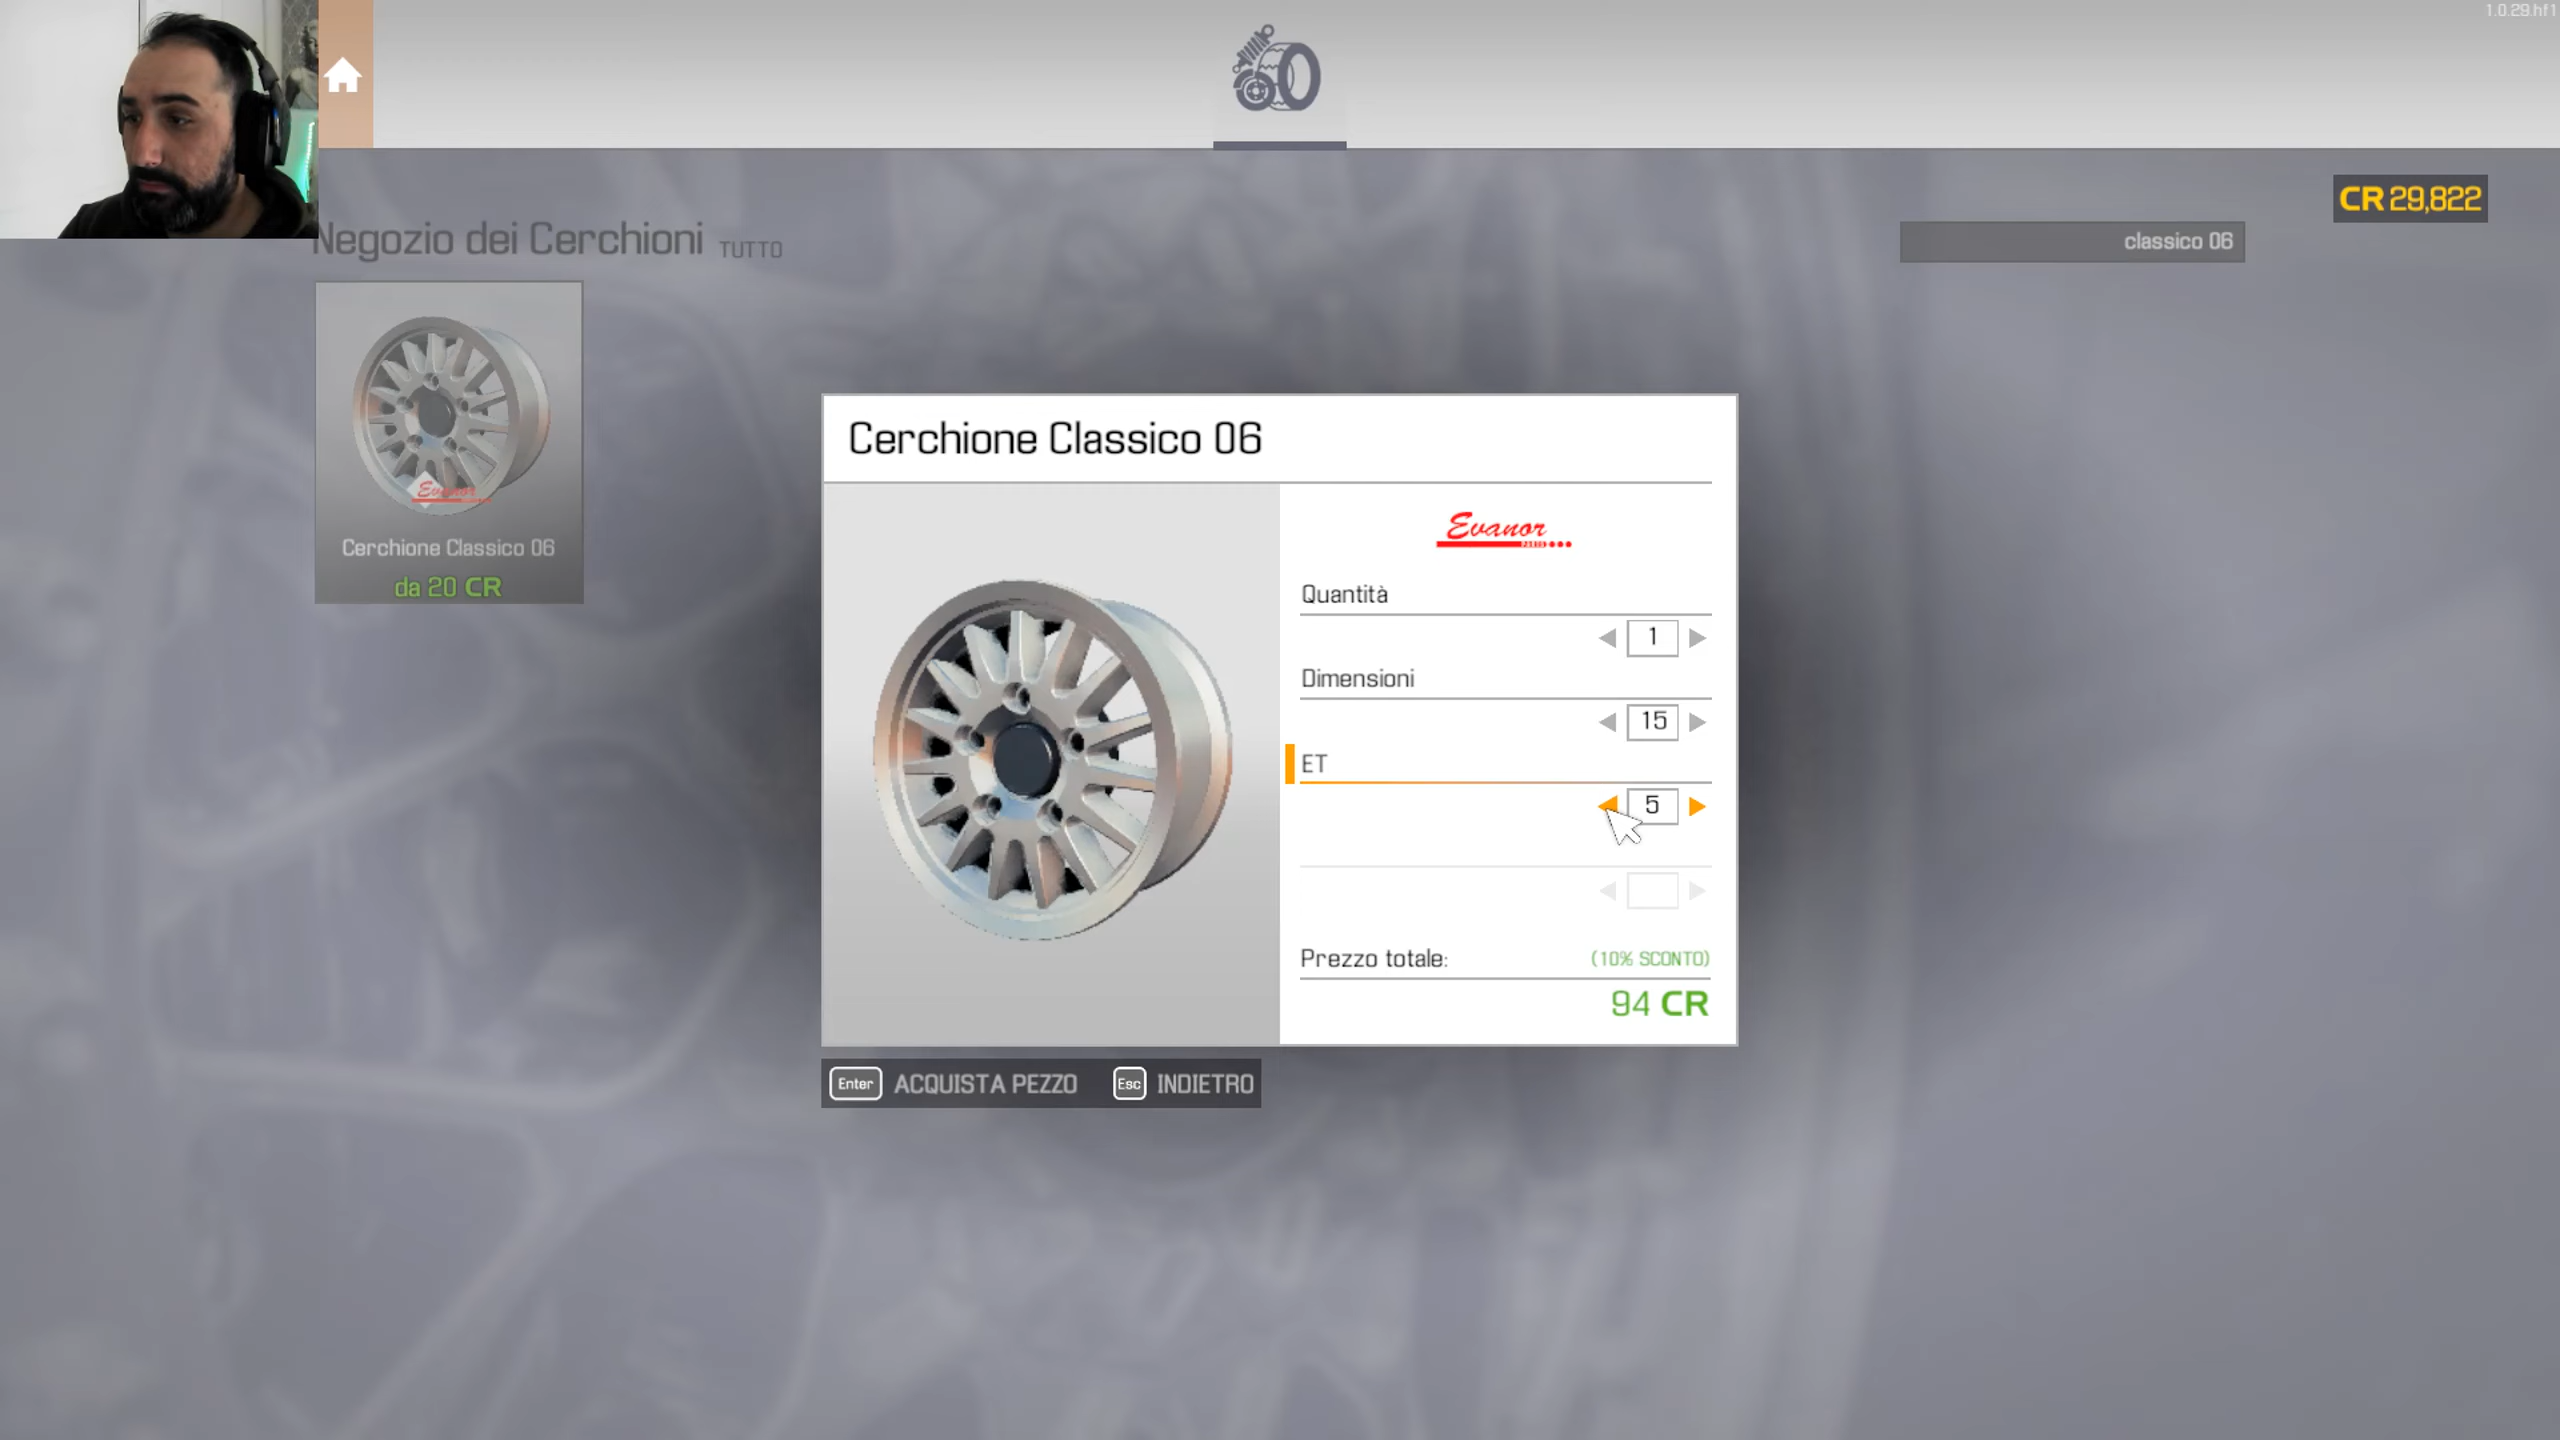 1.0.29.hf1
CR 29,822
Negozio dei Cerchioni TUTTO
classico 06
Evanor
Cerchione Classico 06
da 20 CR
Cerchione Classico 06
Evanor
Quantità
1
Dimensioni
15
ET
5
Prezzo totale: (10% SCONTO)
94 CR
Enter ACQUISTA PEZZO Esc INDIETRO